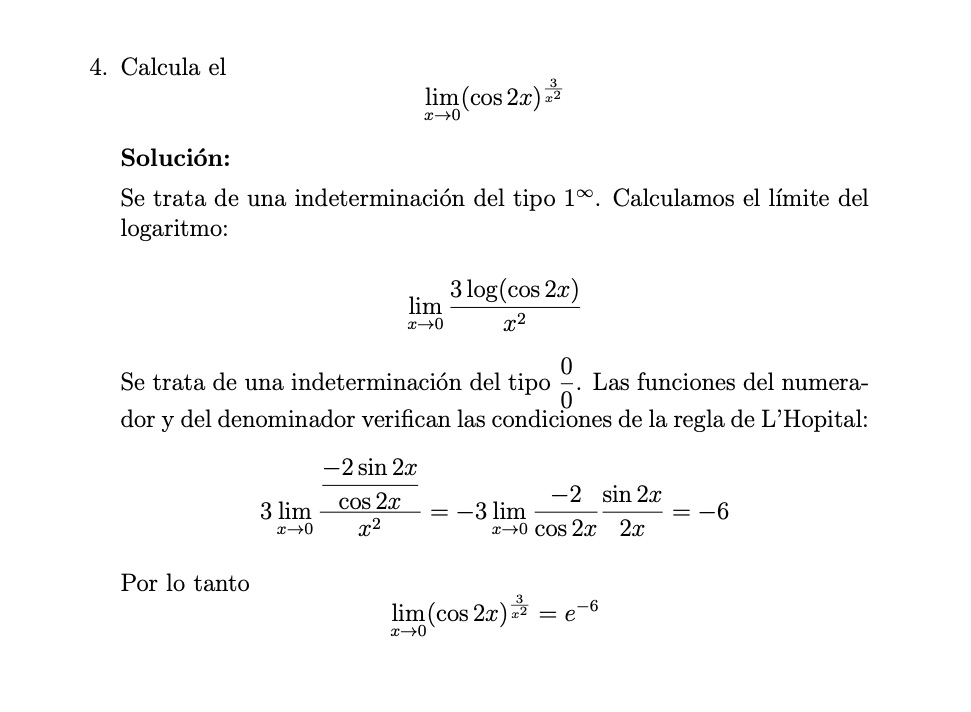 4. Calcula el
$$\lim_{x \to 0} (\cos 2x)^{\frac{3}{x^2}}$$
Solución:
Se trata de una indeterminación del tipo $1^\infty$. Calculamos el límite del
logaritmo:
$$\lim_{x \to 0} \frac{3 \log(\cos 2x)}{x^2}$$
Se trata de una indeterminación del tipo $\dfrac{0}{0}$. Las funciones del numera-
dor y del denominador verifican las condiciones de la regla de L'Hopital:
$$3 \lim_{x \to 0} \frac{\dfrac{-2 \sin 2x}{\cos 2x}}{x^2} = -3 \lim_{x \to 0} \frac{-2}{\cos 2x} \frac{\sin 2x}{2x} = -6$$
Por lo tanto
$$\lim_{x \to 0} (\cos 2x)^{\frac{3}{x^2}} = e^{-6}$$